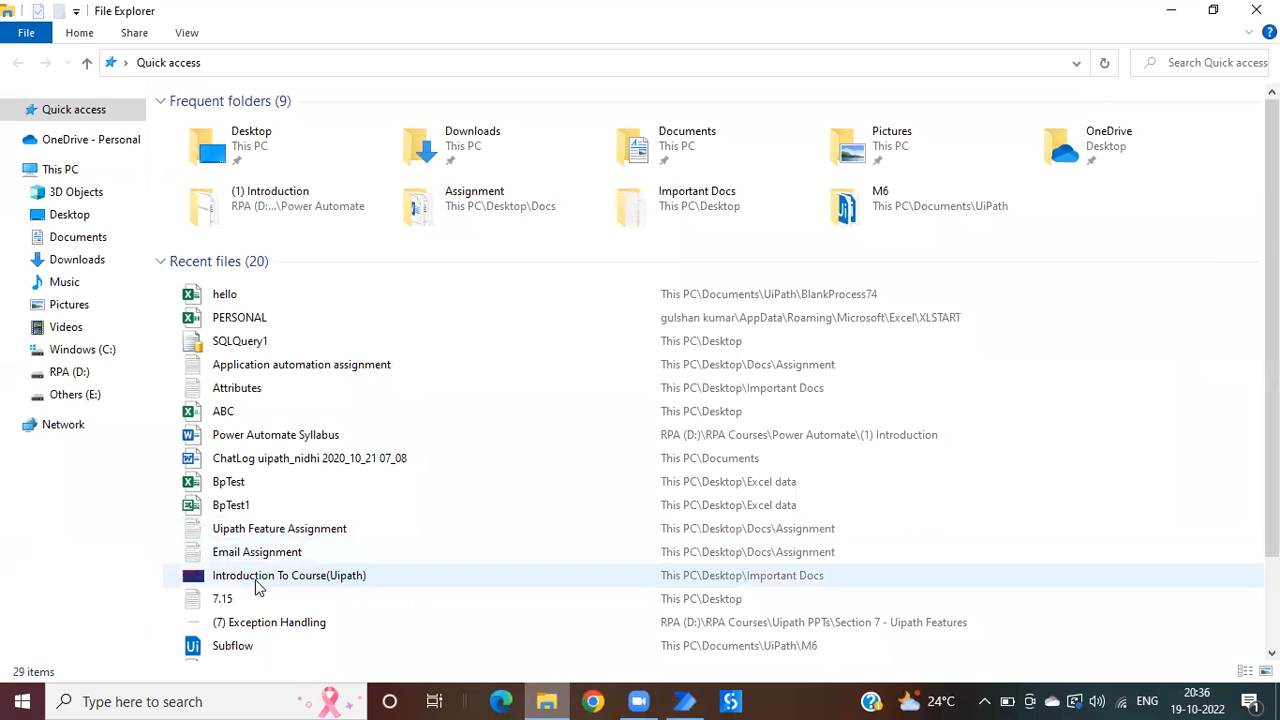 File Explorer
File Home Share View
Quick access
Search Quick access
Quick access
OneDrive - Personal
This PC
3D Objects
Desktop
Documents
Downloads
Music
Pictures
Videos
Windows (C:)
RPA (D:)
Others (E:)
Network
Frequent folders (9)
Desktop
This PC
Downloads
This PC
Documents
This PC
Pictures
This PC
OneDrive
Desktop
(1) Introduction
RPA (D:...\Power Automate
Assignment
This PC\Desktop\Docs
Important Docs
This PC\Desktop
M6
This PC\Documents\UiPath
Recent files (20)
hello This PC\Documents\UiPath\BlankProcess74
PERSONAL gulshan kumar\AppData\Roaming\Microsoft\Excel\XLSTART
SQLQuery1 This PC\Desktop
Application automation assignment This PC\Desktop\Docs\Assignment
Attributes This PC\Desktop\Important Docs
ABC This PC\Desktop
Power Automate Syllabus RPA (D:)\RPA Courses\Power Automate\(1) Introduction
ChatLog uipath_nidhi 2020_10_21 07_08 This PC\Documents
BpTest This PC\Desktop\Excel data
BpTest1 This PC\Desktop\Excel data
Uipath Feature Assignment This PC\Desktop\Docs\Assignment
Email Assignment This PC\Desktop\Docs\Assignment
Introduction To Course(Uipath) This PC\Desktop\Important Docs
7.15 This PC\Desktop
(7) Exception Handling RPA (D:)\RPA Courses\Uipath PPTs\Section 7 - Uipath Features
Subflow This PC\Documents\UiPath\M6
29 items
Type here to search
24°C
ENG
20:36
19-10-2022
1